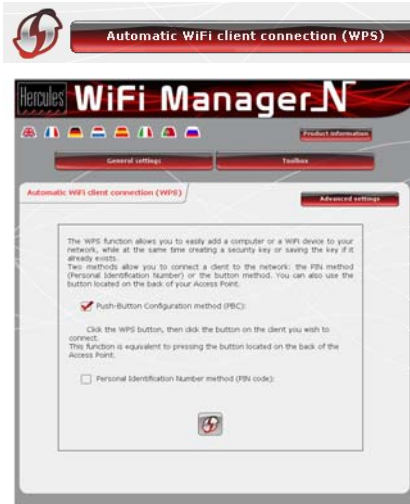 Automatic WiFi client connection (WPS)
Hercules WiFi Manager_N
Product information
General settings Toolbox
Automatic WiFi client connection (WPS)
Advanced settings
The WPS function allows you to easily add a computer or a WiFi device to your
network, while at the same time creating a security key or saving the key if it
already exists.
Two methods allow you to connect a client to the network: the PIN method
(Personal Identification Number) or the button method. You can also use the
button located on the back of your Access Point.
Push-Button Configuration method (PBC):
Click the WPS button, then click the button on the client you wish to
connect.
This function is equivalent to pressing the button located on the back of the
Access Point.
Personal Identification Number method (PIN code):